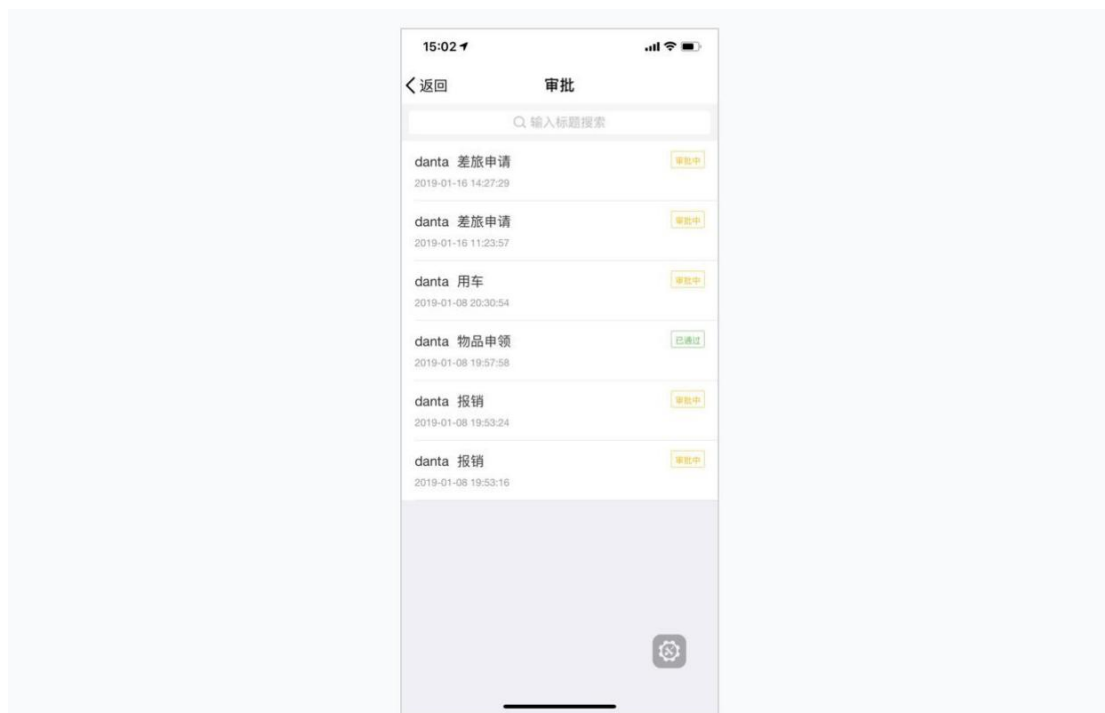 15:02
返回 审批
输入标题搜索
danta 差旅申请 审批中
2019-01-16 14:27:29
danta 差旅申请 审批中
2019-01-16 11:23:57
danta 用车 审批中
2019-01-08 20:30:54
danta 物品申领 已通过
2019-01-08 19:57:58
danta 报销 审批中
2019-01-08 19:53:24
danta 报销 审批中
2019-01-08 19:53:16